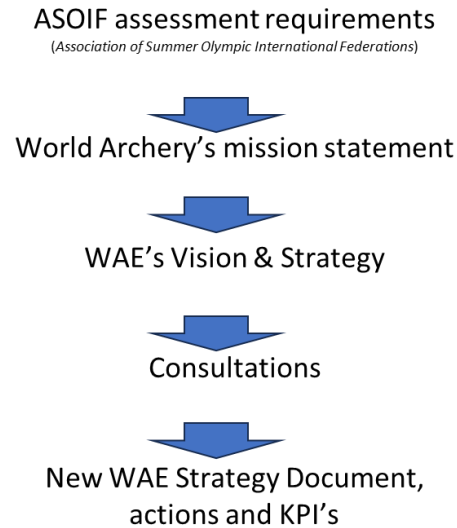 ASOIF assessment requirements
(Association of Summer Olympic International Federations)
World Archery's mission statement
WAE's Vision & Strategy
Consultations
New WAE Strategy Document,
actions and KPI's